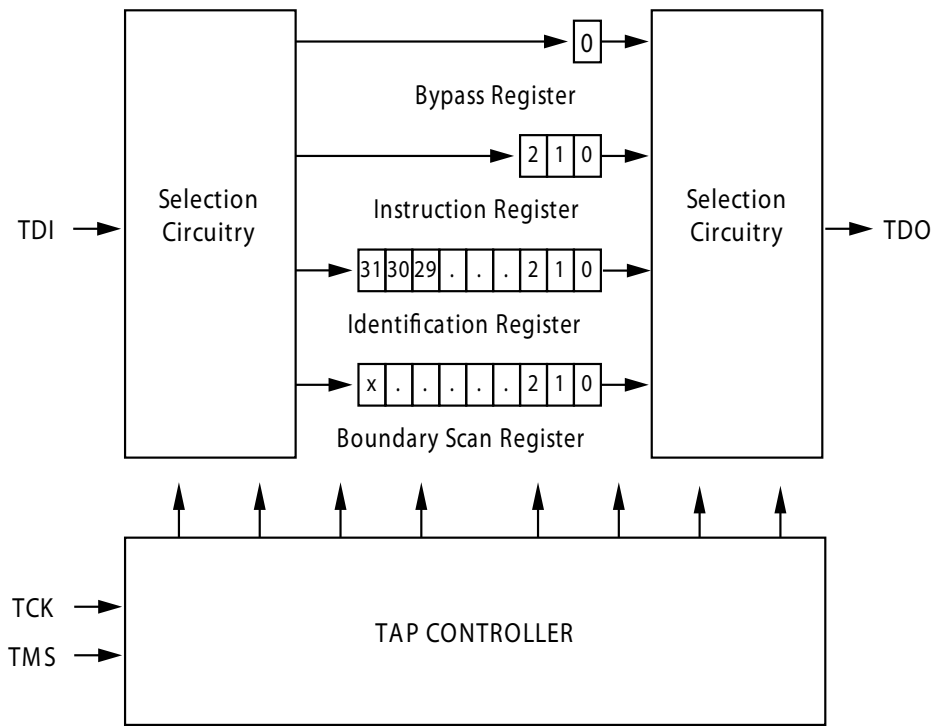 0
Bypass Register
2 1 0
Instruction Register
Selection
Circuitry
Selection
Circuitry
TDI
TDO
31 30 29 . . . 2 1 0
Identification Register
x . . . . . 2 1 0
Boundary Scan Register
TCK
TMS
TAP CONTROLLER